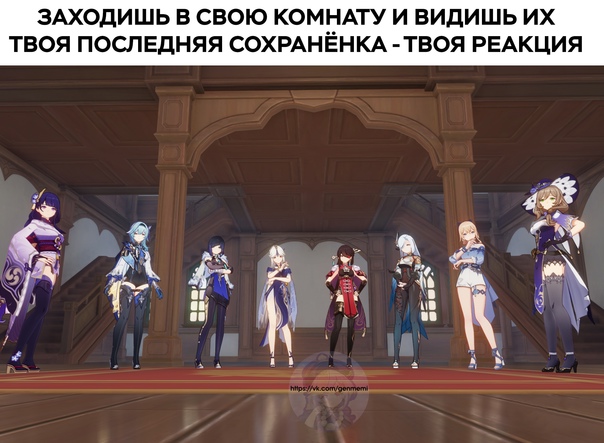 ЗАХОДИШЬ В СВОЮ КОМНАТУ И ВИДИШЬ ИХ
ТВОЯ ПОСЛЕДНЯЯ СОХРАНЁНКА - ТВОЯ РЕАКЦИЯ
https://vk.com/genmemi